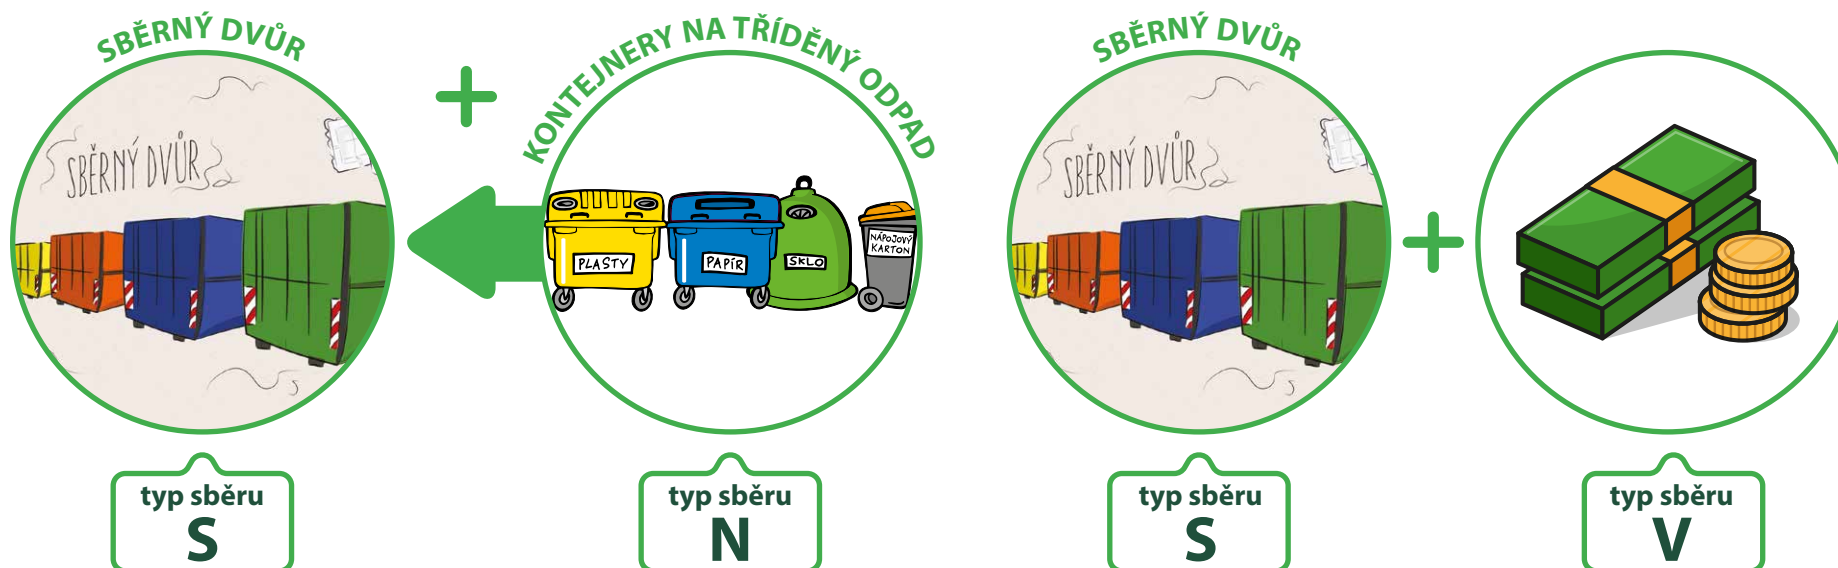 SBĚRNÝ DVŮR
SBĚRNÝ DVŮR
typ sběru
S
+
KONTEJNERY NA TŘÍDĚNÝ ODPAD
PLASTY
PAPÍR
SKLO
NÁPOJOVÝ
KARTON
typ sběru
N
SBĚRNÝ DVŮR
SBĚRNÝ DVŮR
typ sběru
S
+
typ sběru
V